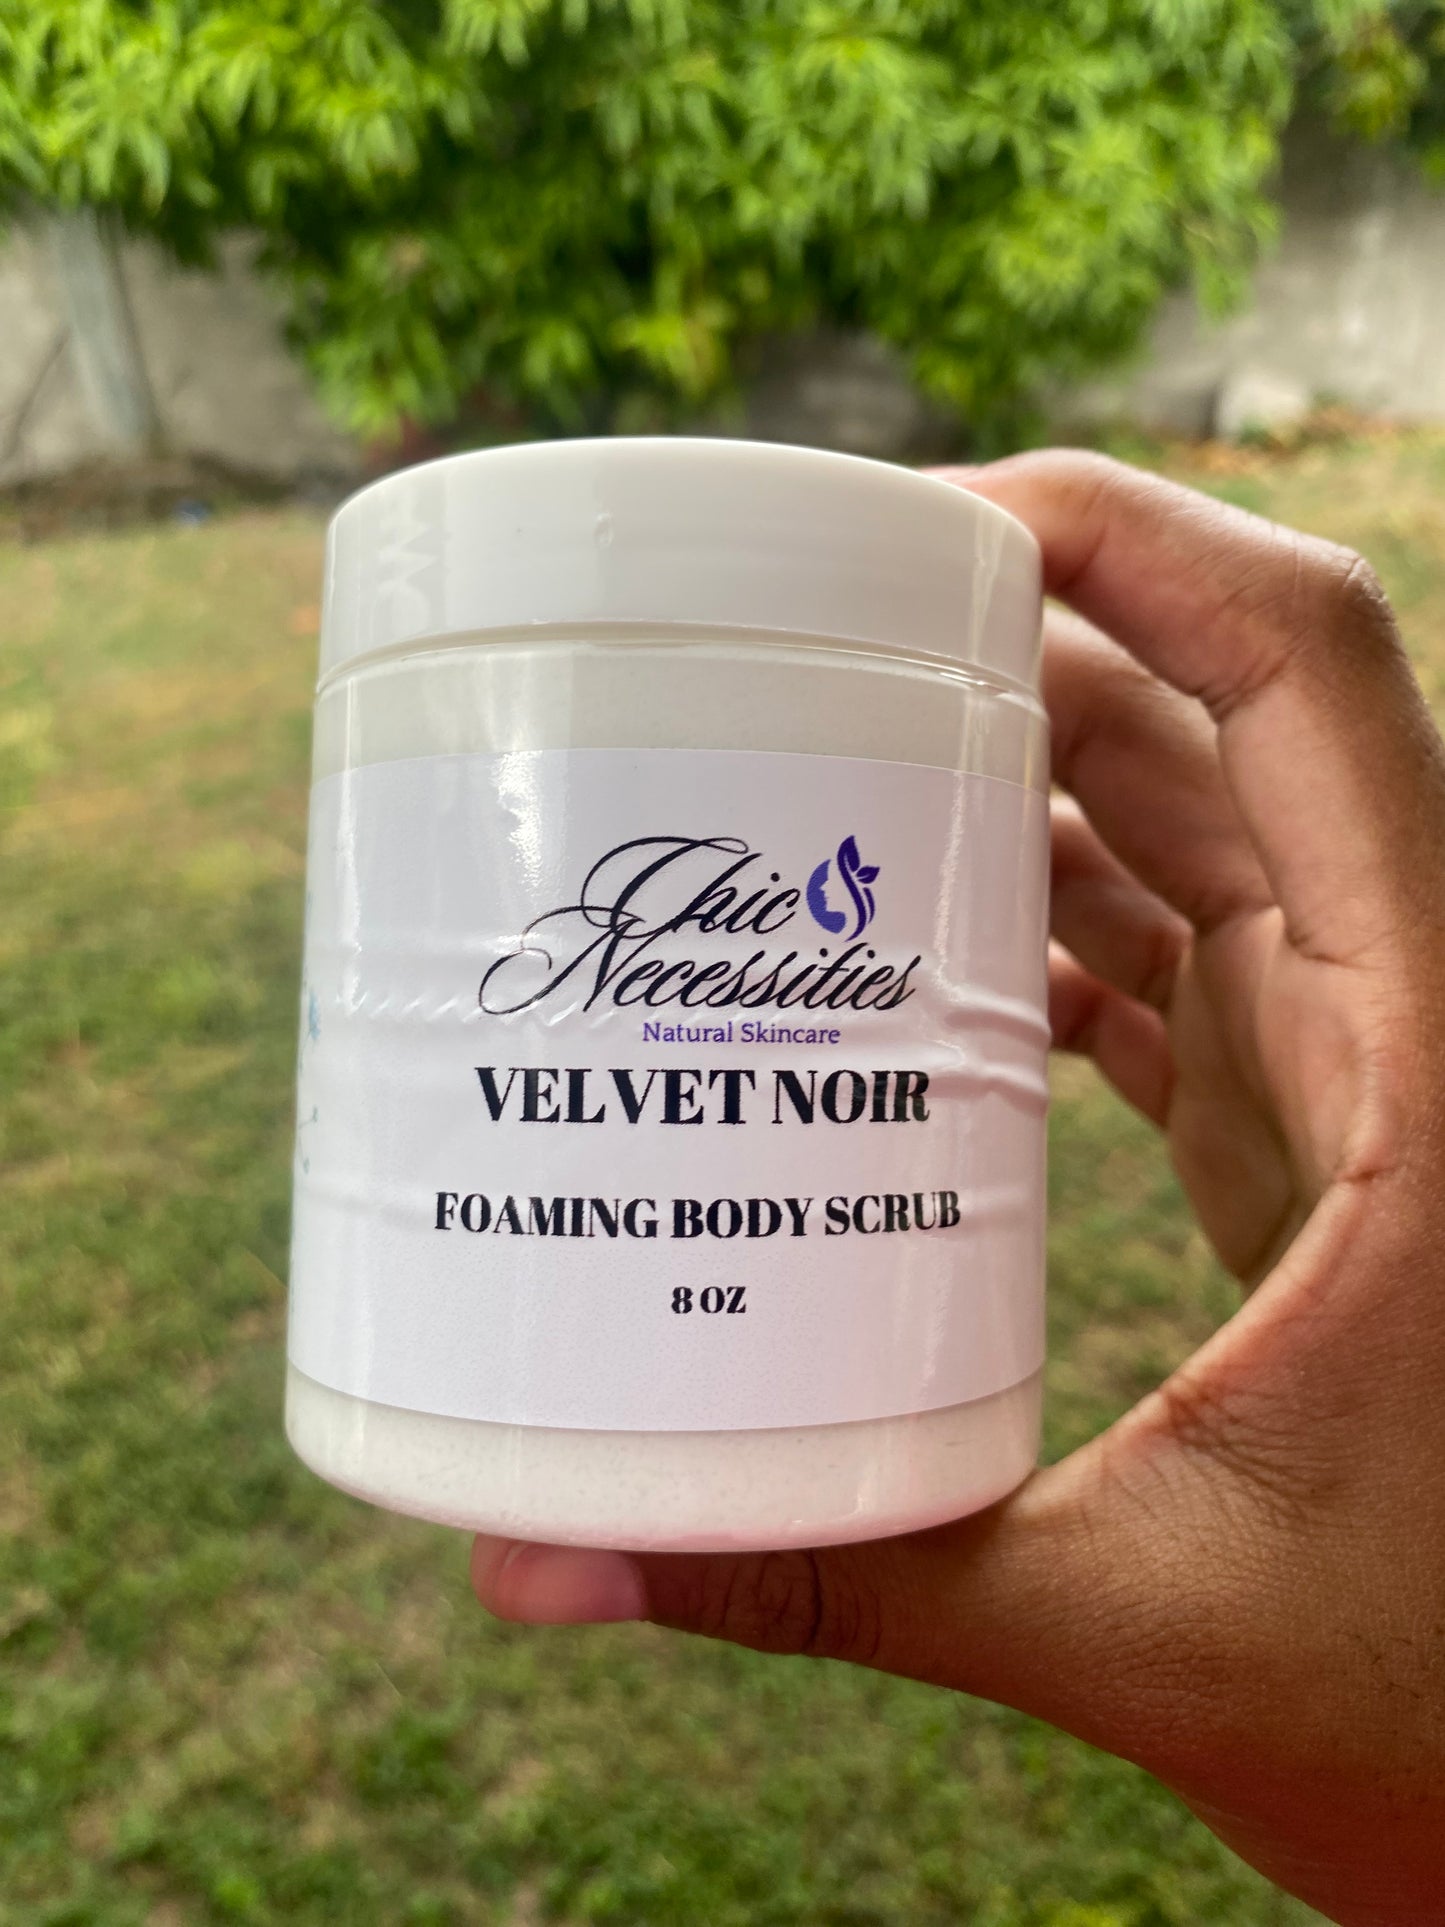 Chic
Necessities
Natural Skincare
VELVET NOIR
FOAMING BODY SCRUB
8 OZ